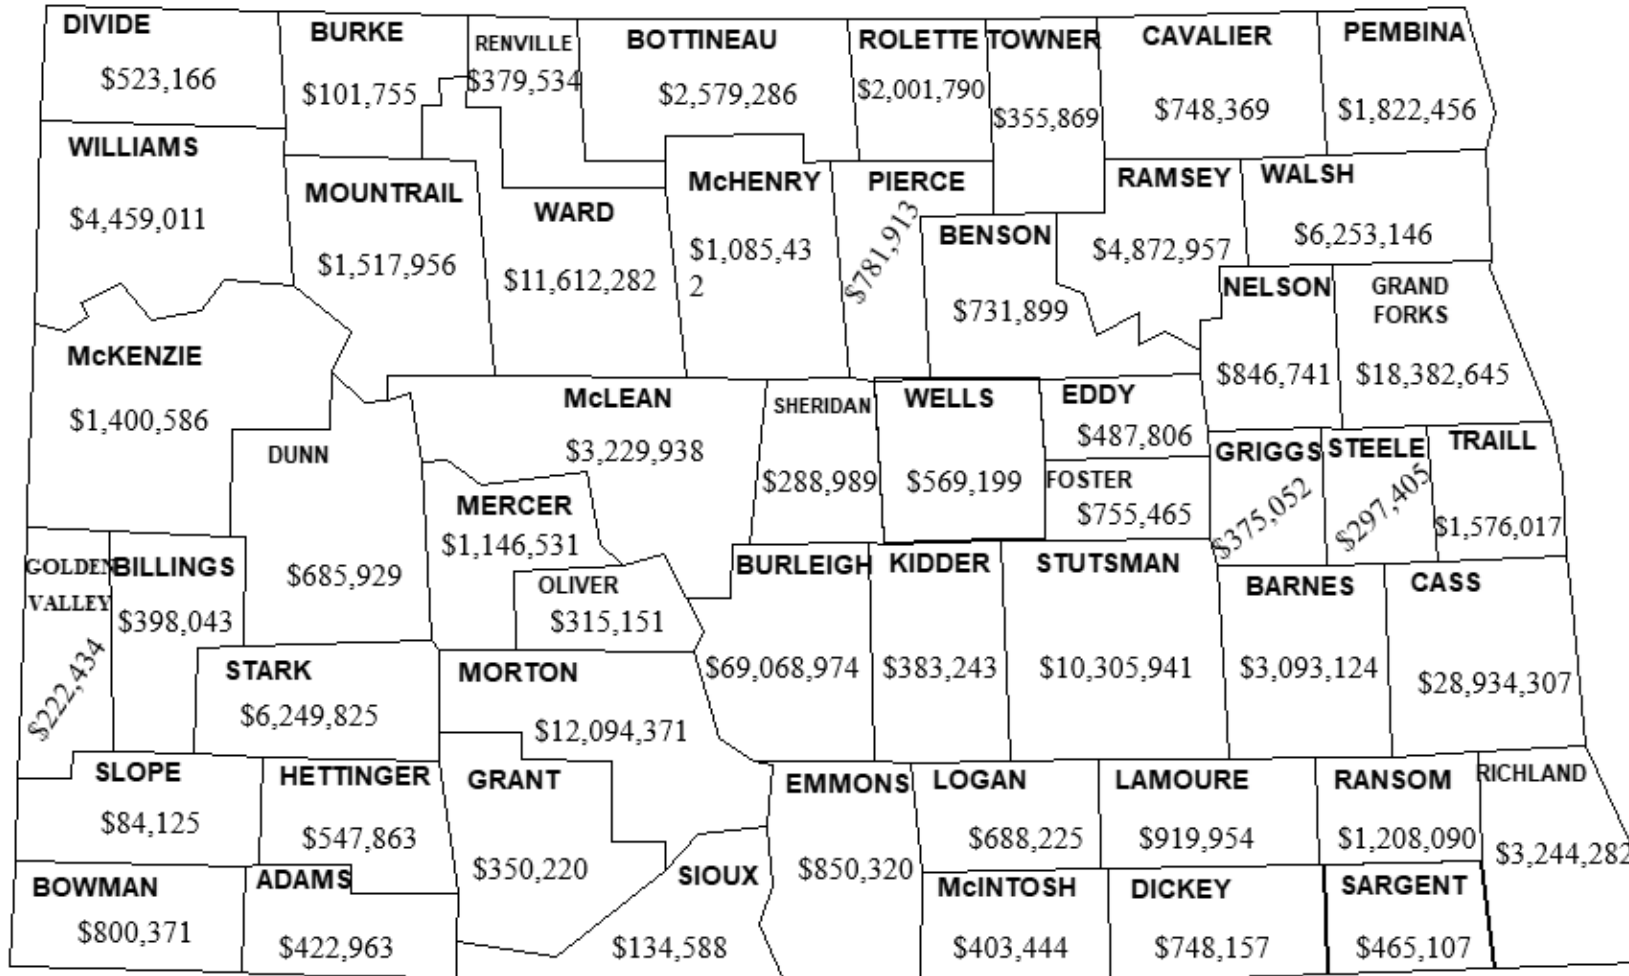 DIVIDE
$523,166
BURKE
$101,755
RENVILLE
$379,534
BOTTINEAU
$2,579,286
ROLETTE
$2,001,790
TOWNER
$355,869
CAVALIER
$748,369
PEMBINA
$1,822,456
WILLIAMS
$4,459,011
MOUNTRAIL
$1,517,956
WARD
$11,612,282
McHENRY
$1,085,43
2
PIERCE
$781,913
BENSON
$731,899
RAMSEY
$4,872,957
WALSH
$6,253,146
NELSON
$846,741
GRAND
FORKS
$18,382,645
McKENZIE
$1,400,586
DUNN
$685,929
McLEAN
$3,229,938
MERCER
$1,146,531
OLIVER
$315,151
SHERIDAN
$288,989
WELLS
$569,199
EDDY
$487,806
FOSTER
$755,465
GRIGGS
$375,052
STEELE
$297,405
TRAILL
$1,576,017
GOLDEN
VALLEY
$222,434
BILLINGS
$398,043
STARK
$6,249,825
MORTON
$12,094,371
BURLEIGH
$69,068,974
KIDDER
$383,243
STUTSMAN
$10,305,941
BARNES
$3,093,124
CASS
$28,934,307
SLOPE
$84,125
HETTINGER
$547,863
GRANT
$350,220
SIOUX
$134,588
EMMONS
$850,320
LOGAN
$688,225
LAMOURE
$919,954
RANSOM
$1,208,090
RICHLAND
$3,244,282
BOWMAN
$800,371
ADAMS
$422,963
McINTOSH
$403,444
DICKEY
$748,157
SARGENT
$465,107